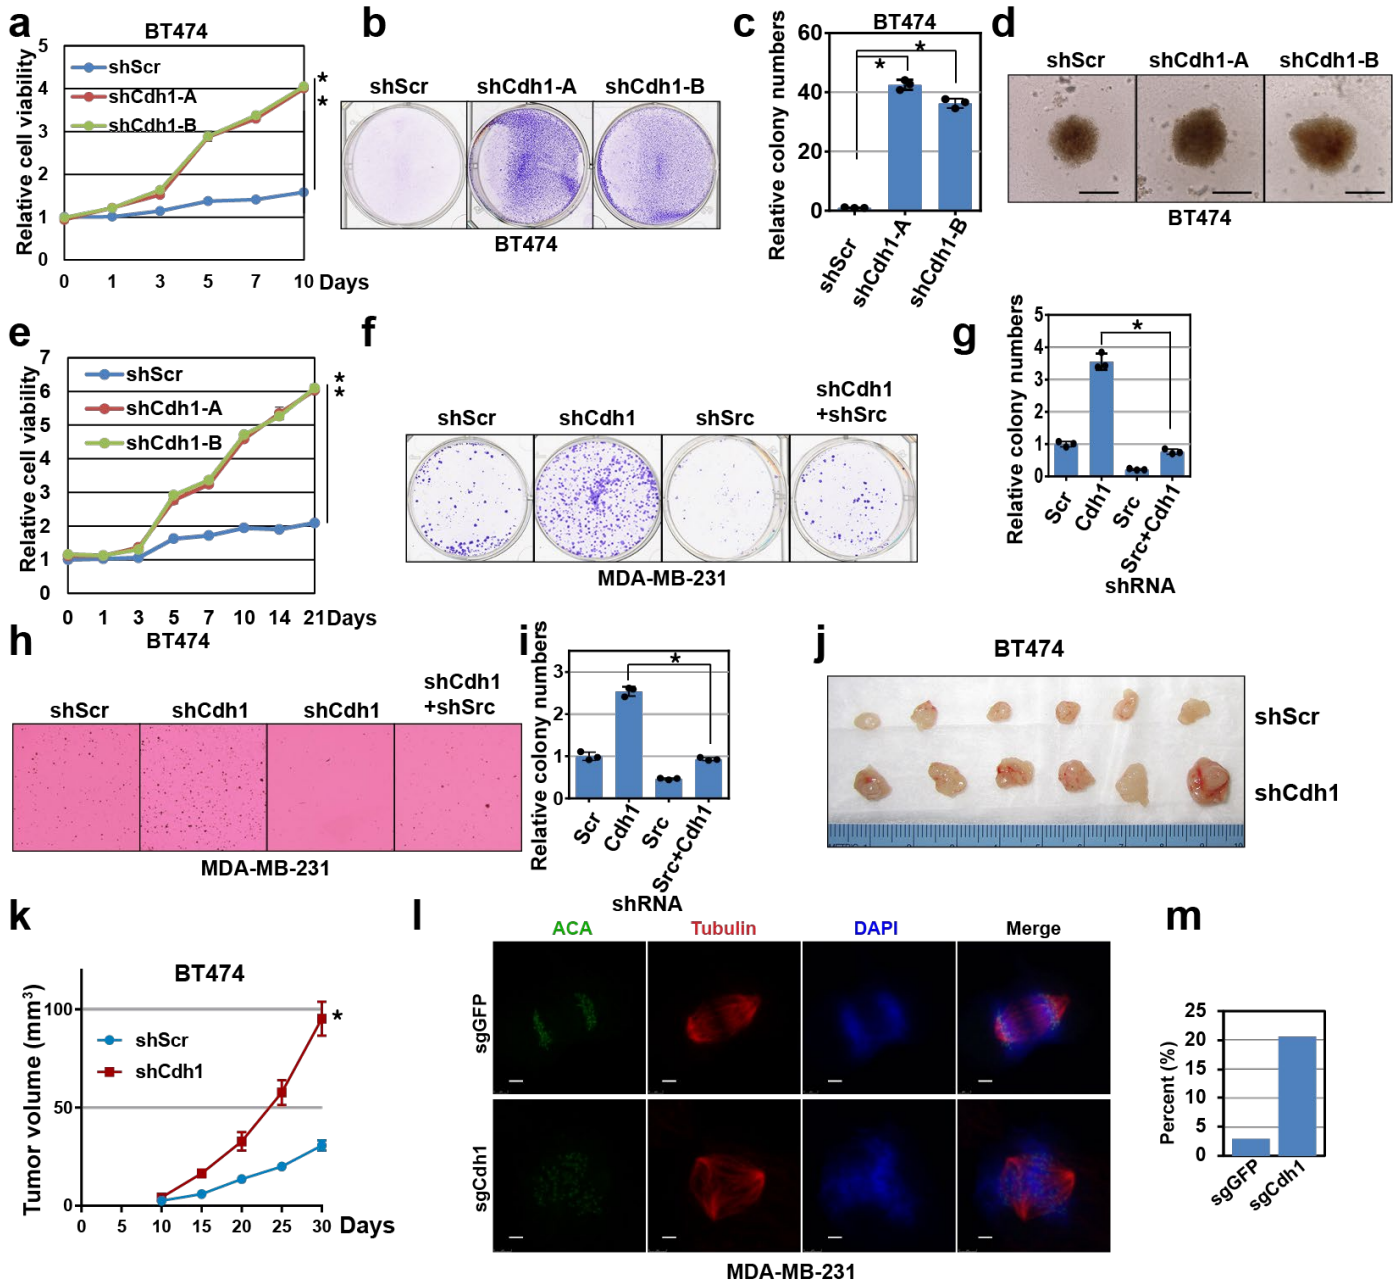 a
BT474
Relative cell viability
5
4
3
2
1
0
shScr
shCdh1-A
shCdh1-B
*
*
0 1 3 5 7 10 Days
b
shScr shCdh1-A shCdh1-B
BT474
c
BT474
Relative colony numbers
60
40
20
0
* *
shScr shCdh1-A shCdh1-B
d
shScr shCdh1-A shCdh1-B
BT474
e
Relative cell viability
7
6
5
4
3
2
1
0
shScr
shCdh1-A
shCdh1-B
*
*
0 1 3 5 7 10 14 21 Days
BT474
f
shScr shCdh1 shSrc shCdh1
+shSrc
MDA-MB-231
g
Relative colony numbers
5
4
3
2
1
0
*
Scr Cdh1 Src Src+Cdh1
shRNA
h
shScr shCdh1 shCdh1 shCdh1
+shSrc
MDA-MB-231
i
Relative colony numbers
3
2
1
0
*
Scr Cdh1 Src Src+Cdh1
shRNA
j
BT474
shScr
shCdh1
k
BT474
Tumor volume (mm³)
100
50
0
shScr
shCdh1
*
0 5 10 15 20 25 30 Days
l
ACA Tubulin DAPI Merge
sgGFP
sgCdh1
MDA-MB-231
m
Percent (%)
25
20
15
10
5
0
sgGFP sgCdh1